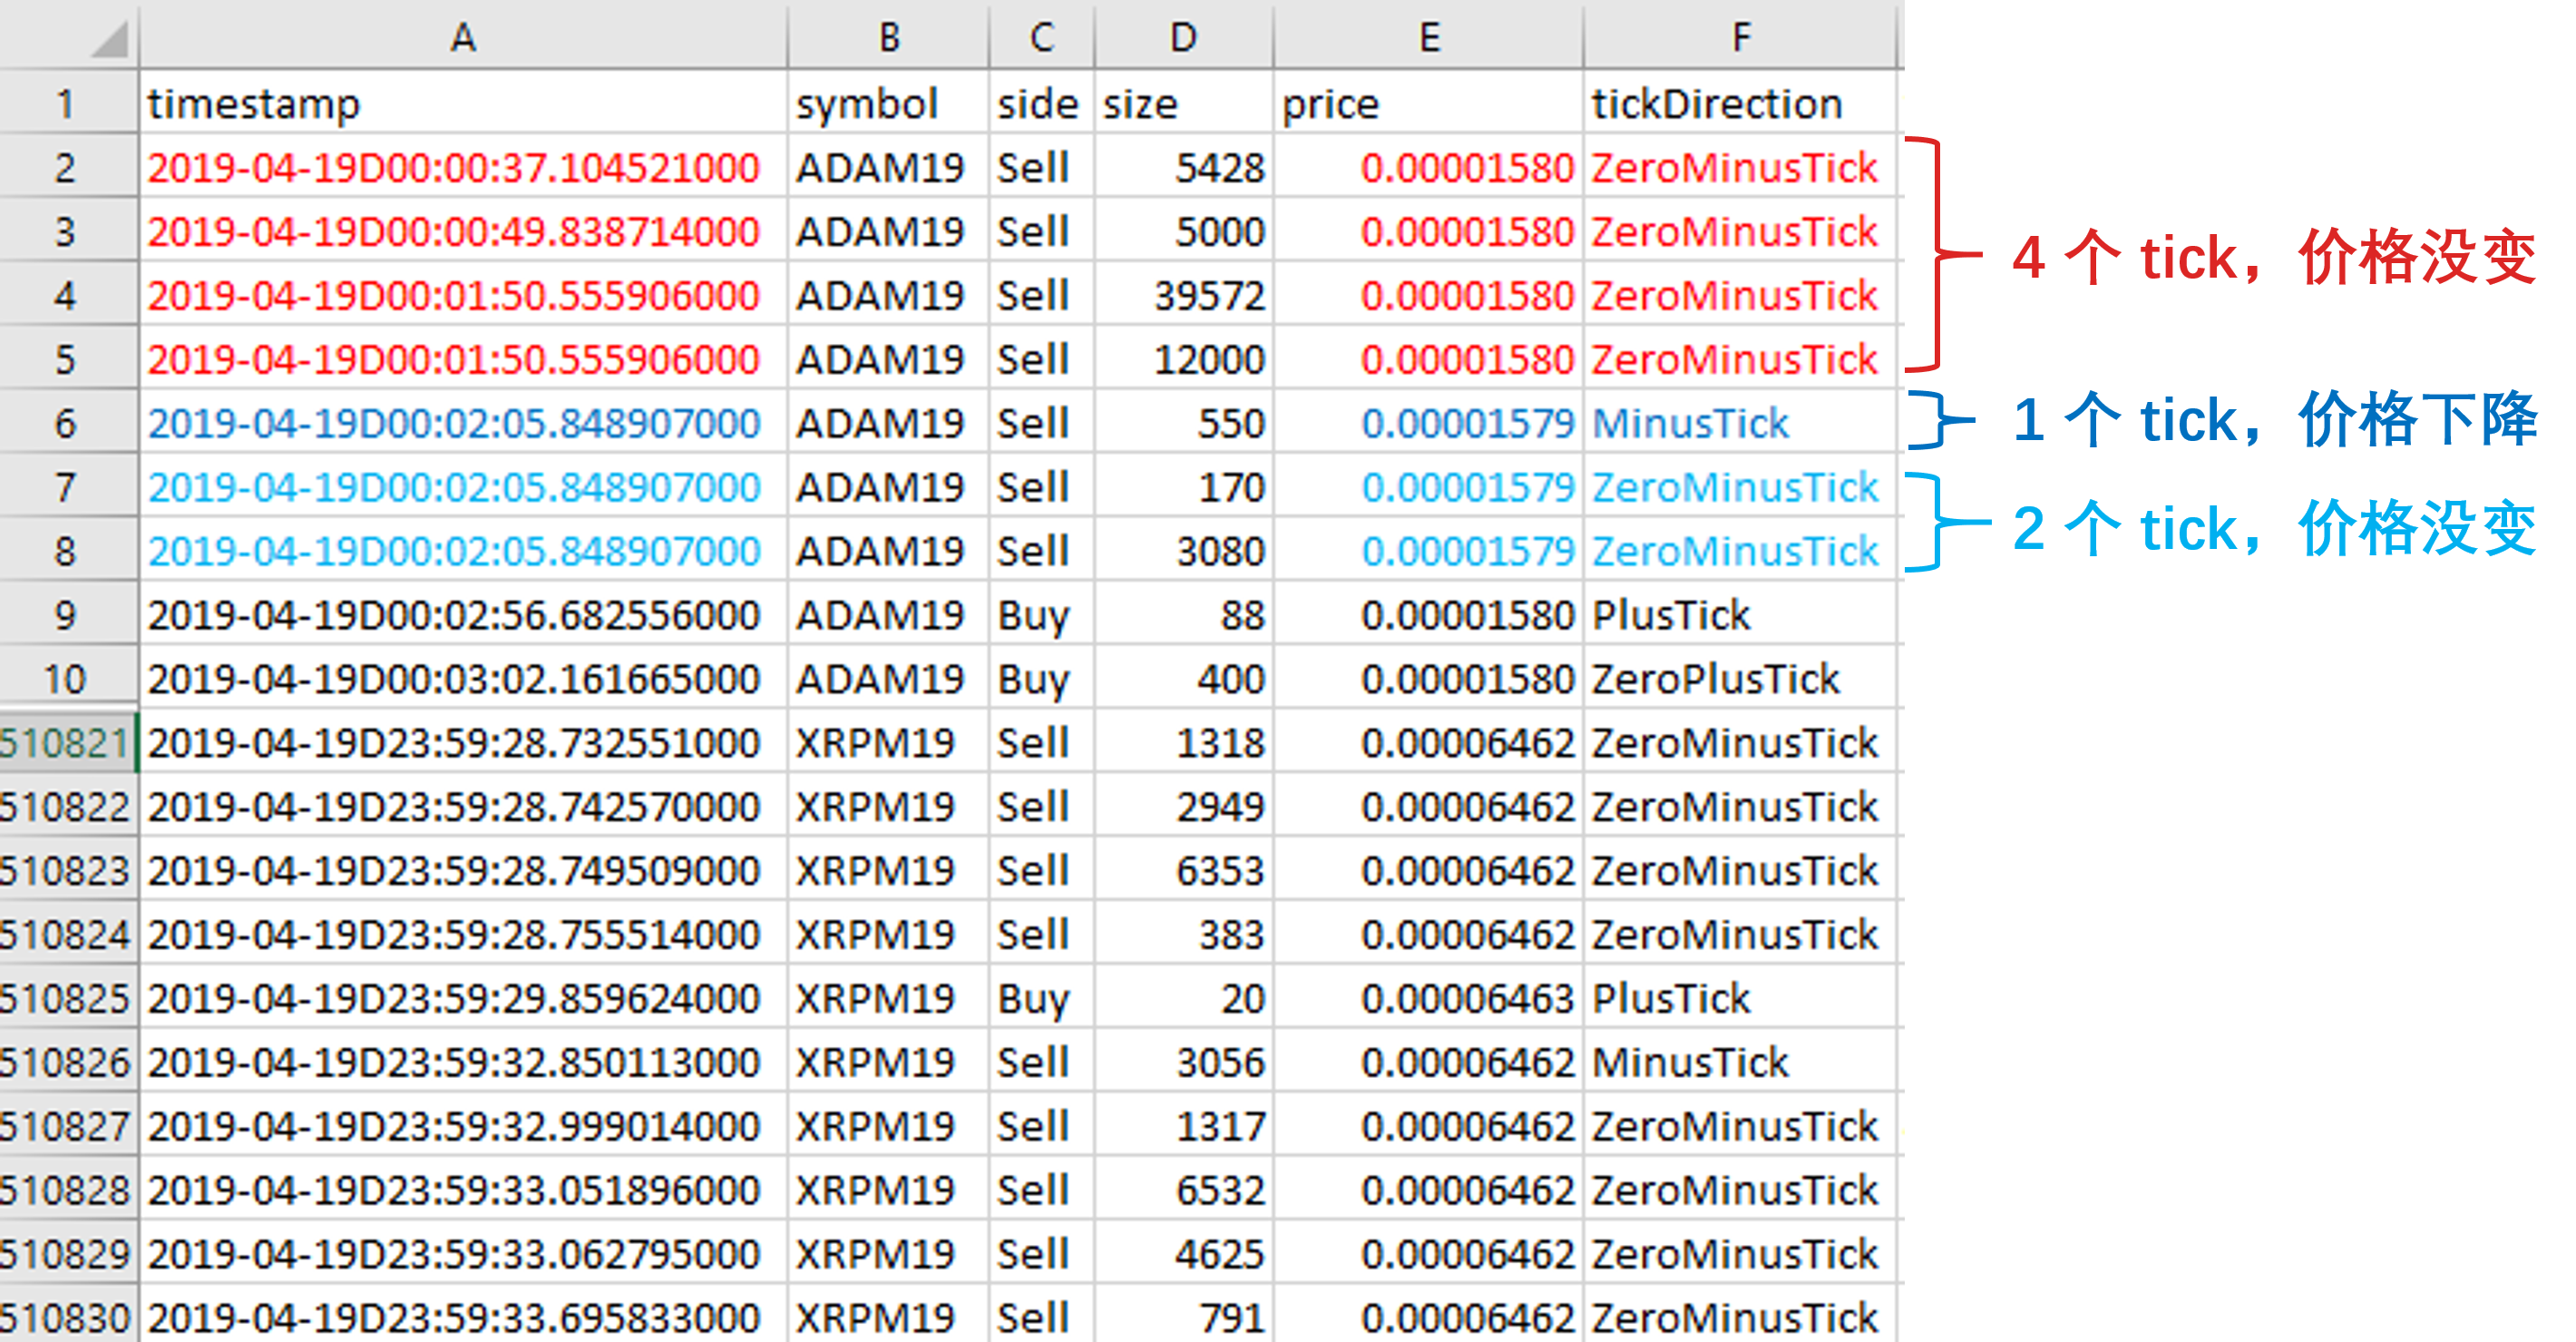 A B C D E F
1 timestamp symbol side size price tickDirection
2 2019-04-19D00:00:37.104521000 ADAM19 Sell 5428 0.00001580 ZeroMinusTick
3 2019-04-19D00:00:49.838714000 ADAM19 Sell 5000 0.00001580 ZeroMinusTick
4 个 tick，价格没变
4 2019-04-19D00:01:50.555906000 ADAM19 Sell 39572 0.00001580 ZeroMinusTick
5 2019-04-19D00:01:50.555906000 ADAM19 Sell 12000 0.00001580 ZeroMinusTick
6 2019-04-19D00:02:05.848907000 ADAM19 Sell 550 0.00001579 MinusTick
1 个 tick，价格下降
7 2019-04-19D00:02:05.848907000 ADAM19 Sell 170 0.00001579 ZeroMinusTick
2 个 tick，价格没变
8 2019-04-19D00:02:05.848907000 ADAM19 Sell 3080 0.00001579 ZeroMinusTick
9 2019-04-19D00:02:56.682556000 ADAM19 Buy 88 0.00001580 PlusTick
10 2019-04-19D00:03:02.161665000 ADAM19 Buy 400 0.00001580 ZeroPlusTick
510821 2019-04-19D23:59:28.732551000 XRPM19 Sell 1318 0.00006462 ZeroMinusTick
510822 2019-04-19D23:59:28.742570000 XRPM19 Sell 2949 0.00006462 ZeroMinusTick
510823 2019-04-19D23:59:28.749509000 XRPM19 Sell 6353 0.00006462 ZeroMinusTick
510824 2019-04-19D23:59:28.755514000 XRPM19 Sell 383 0.00006462 ZeroMinusTick
510825 2019-04-19D23:59:29.859624000 XRPM19 Buy 20 0.00006463 PlusTick
510826 2019-04-19D23:59:32.850113000 XRPM19 Sell 3056 0.00006462 MinusTick
510827 2019-04-19D23:59:32.999014000 XRPM19 Sell 1317 0.00006462 ZeroMinusTick
510828 2019-04-19D23:59:33.051896000 XRPM19 Sell 6532 0.00006462 ZeroMinusTick
510829 2019-04-19D23:59:33.062795000 XRPM19 Sell 4625 0.00006462 ZeroMinusTick
510830 2019-04-19D23:59:33.695833000 XRPM19 Sell 791 0.00006462 ZeroMinusTick